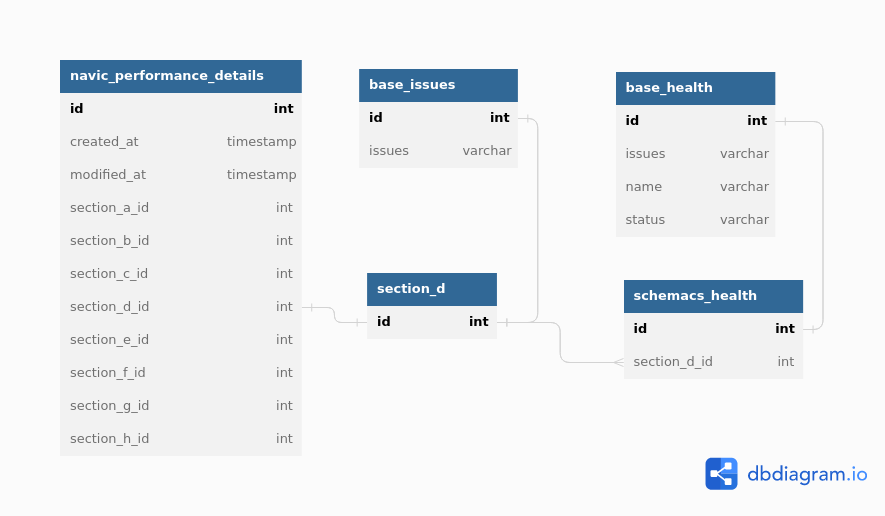 navic_performance_details
id int
created_at timestamp
modified_at timestamp
section_a_id int
section_b_id int
section_c_id int
section_d_id int
section_e_id int
section_f_id int
section_g_id int
section_h_id int
base_issues
id int
issues varchar
section_d
id int
base_health
id int
issues varchar
name varchar
status varchar
schemacs_health
id int
section_d_id int
dbdiagram.io